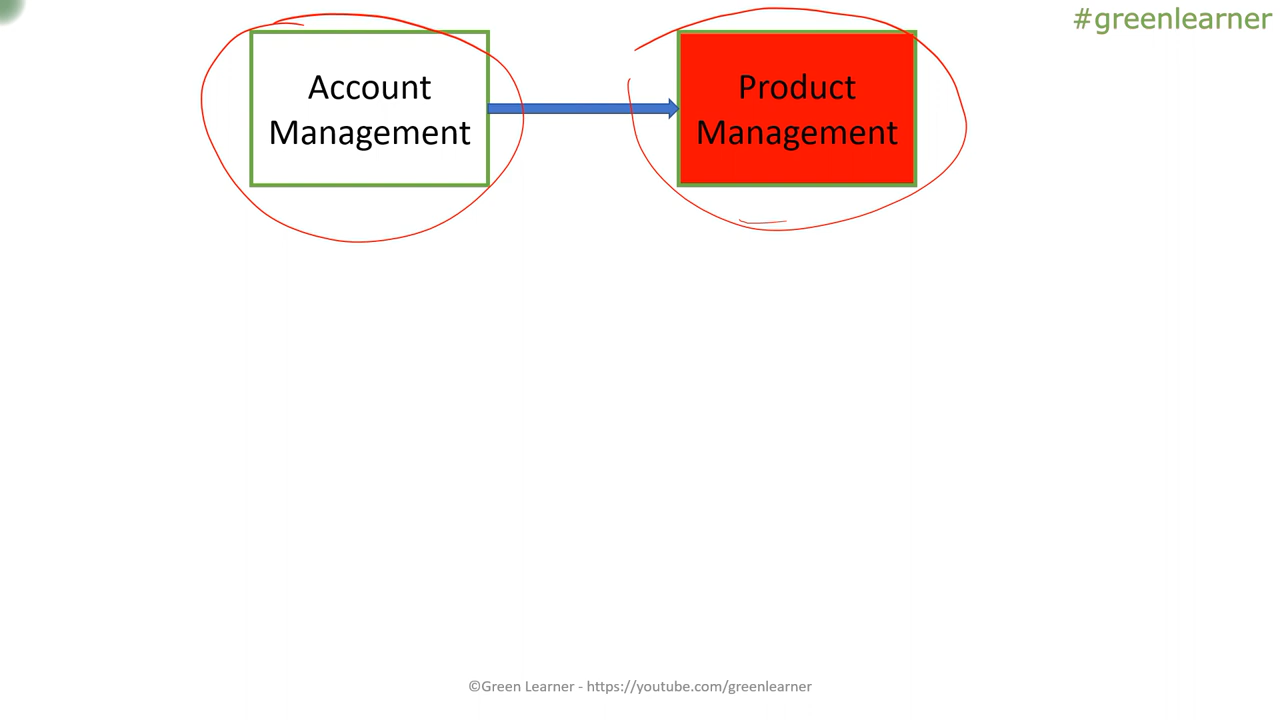 #greenlearner
Account
Management
Product
Management
©Green Learner - https://youtube.com/greenlearner